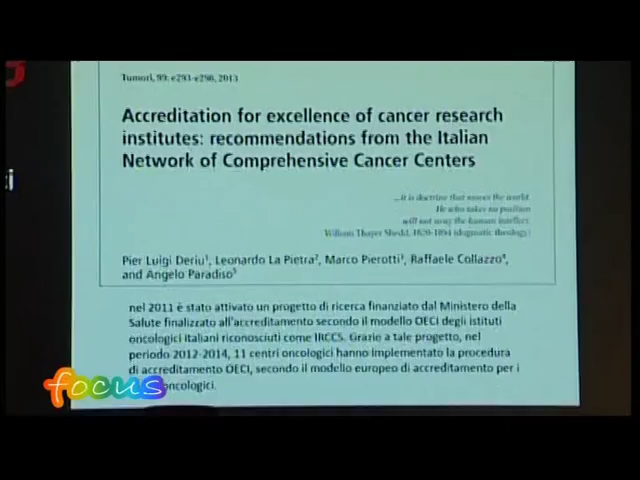 Tumori, 99: e293-e298, 2013
Accreditation for excellence of cancer research
institutes: recommendations from the Italian
Network of Comprehensive Cancer Centers
...it is doctrine that moves the world.
He who takes no position
will not sway the human intellect.
William Thayer Shedd, 1820-1894 (dogmatic theology)
Pier Luigi Deriu1, Leonardo La Pietra2, Marco Pierotti3, Raffaele Collazzo4,
and Angelo Paradiso5
nel 2011 è stato attivato un progetto di ricerca finanziato dal Ministero della
Salute finalizzato all'accreditamento secondo il modello OECI degli istituti
oncologici italiani riconosciuti come IRCCS. Grazie a tale progetto, nel
periodo 2012-2014, 11 centri oncologici hanno implementato la procedura
di accreditamento OECI, secondo il modello europeo di accreditamento per i
oncologici.
focus